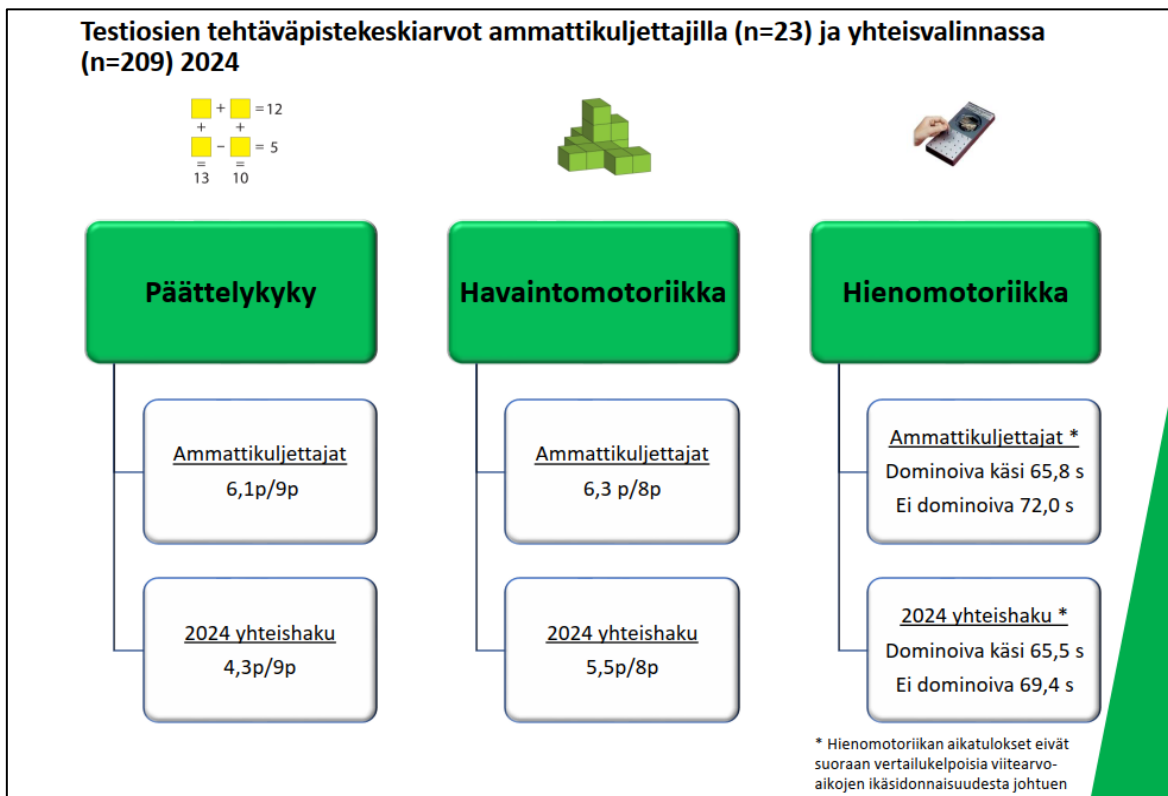 Testiosien tehtäväpistekeskiarvot ammattikuljettajilla (n=23) ja yhteisvalinnassa
(n=209) 2024
+ = 12
+ +
− = 5
= =
13 10
Päättelykyky
Ammattikuljettajat
6,1p/9p
2024 yhteishaku
4,3p/9p
Havaintomotoriikka
Ammattikuljettajat
6,3 p/8p
2024 yhteishaku
5,5p/8p
Hienomotoriikka
Ammattikuljettajat *
Dominoiva käsi 65,8 s
Ei dominoiva 72,0 s
2024 yhteishaku *
Dominoiva käsi 65,5 s
Ei dominoiva 69,4 s
* Hienomotoriikan aikatulokset eivät
suoraan vertailukelpoisia viitearvo-
aikojen ikäsidonnaisuudesta johtuen